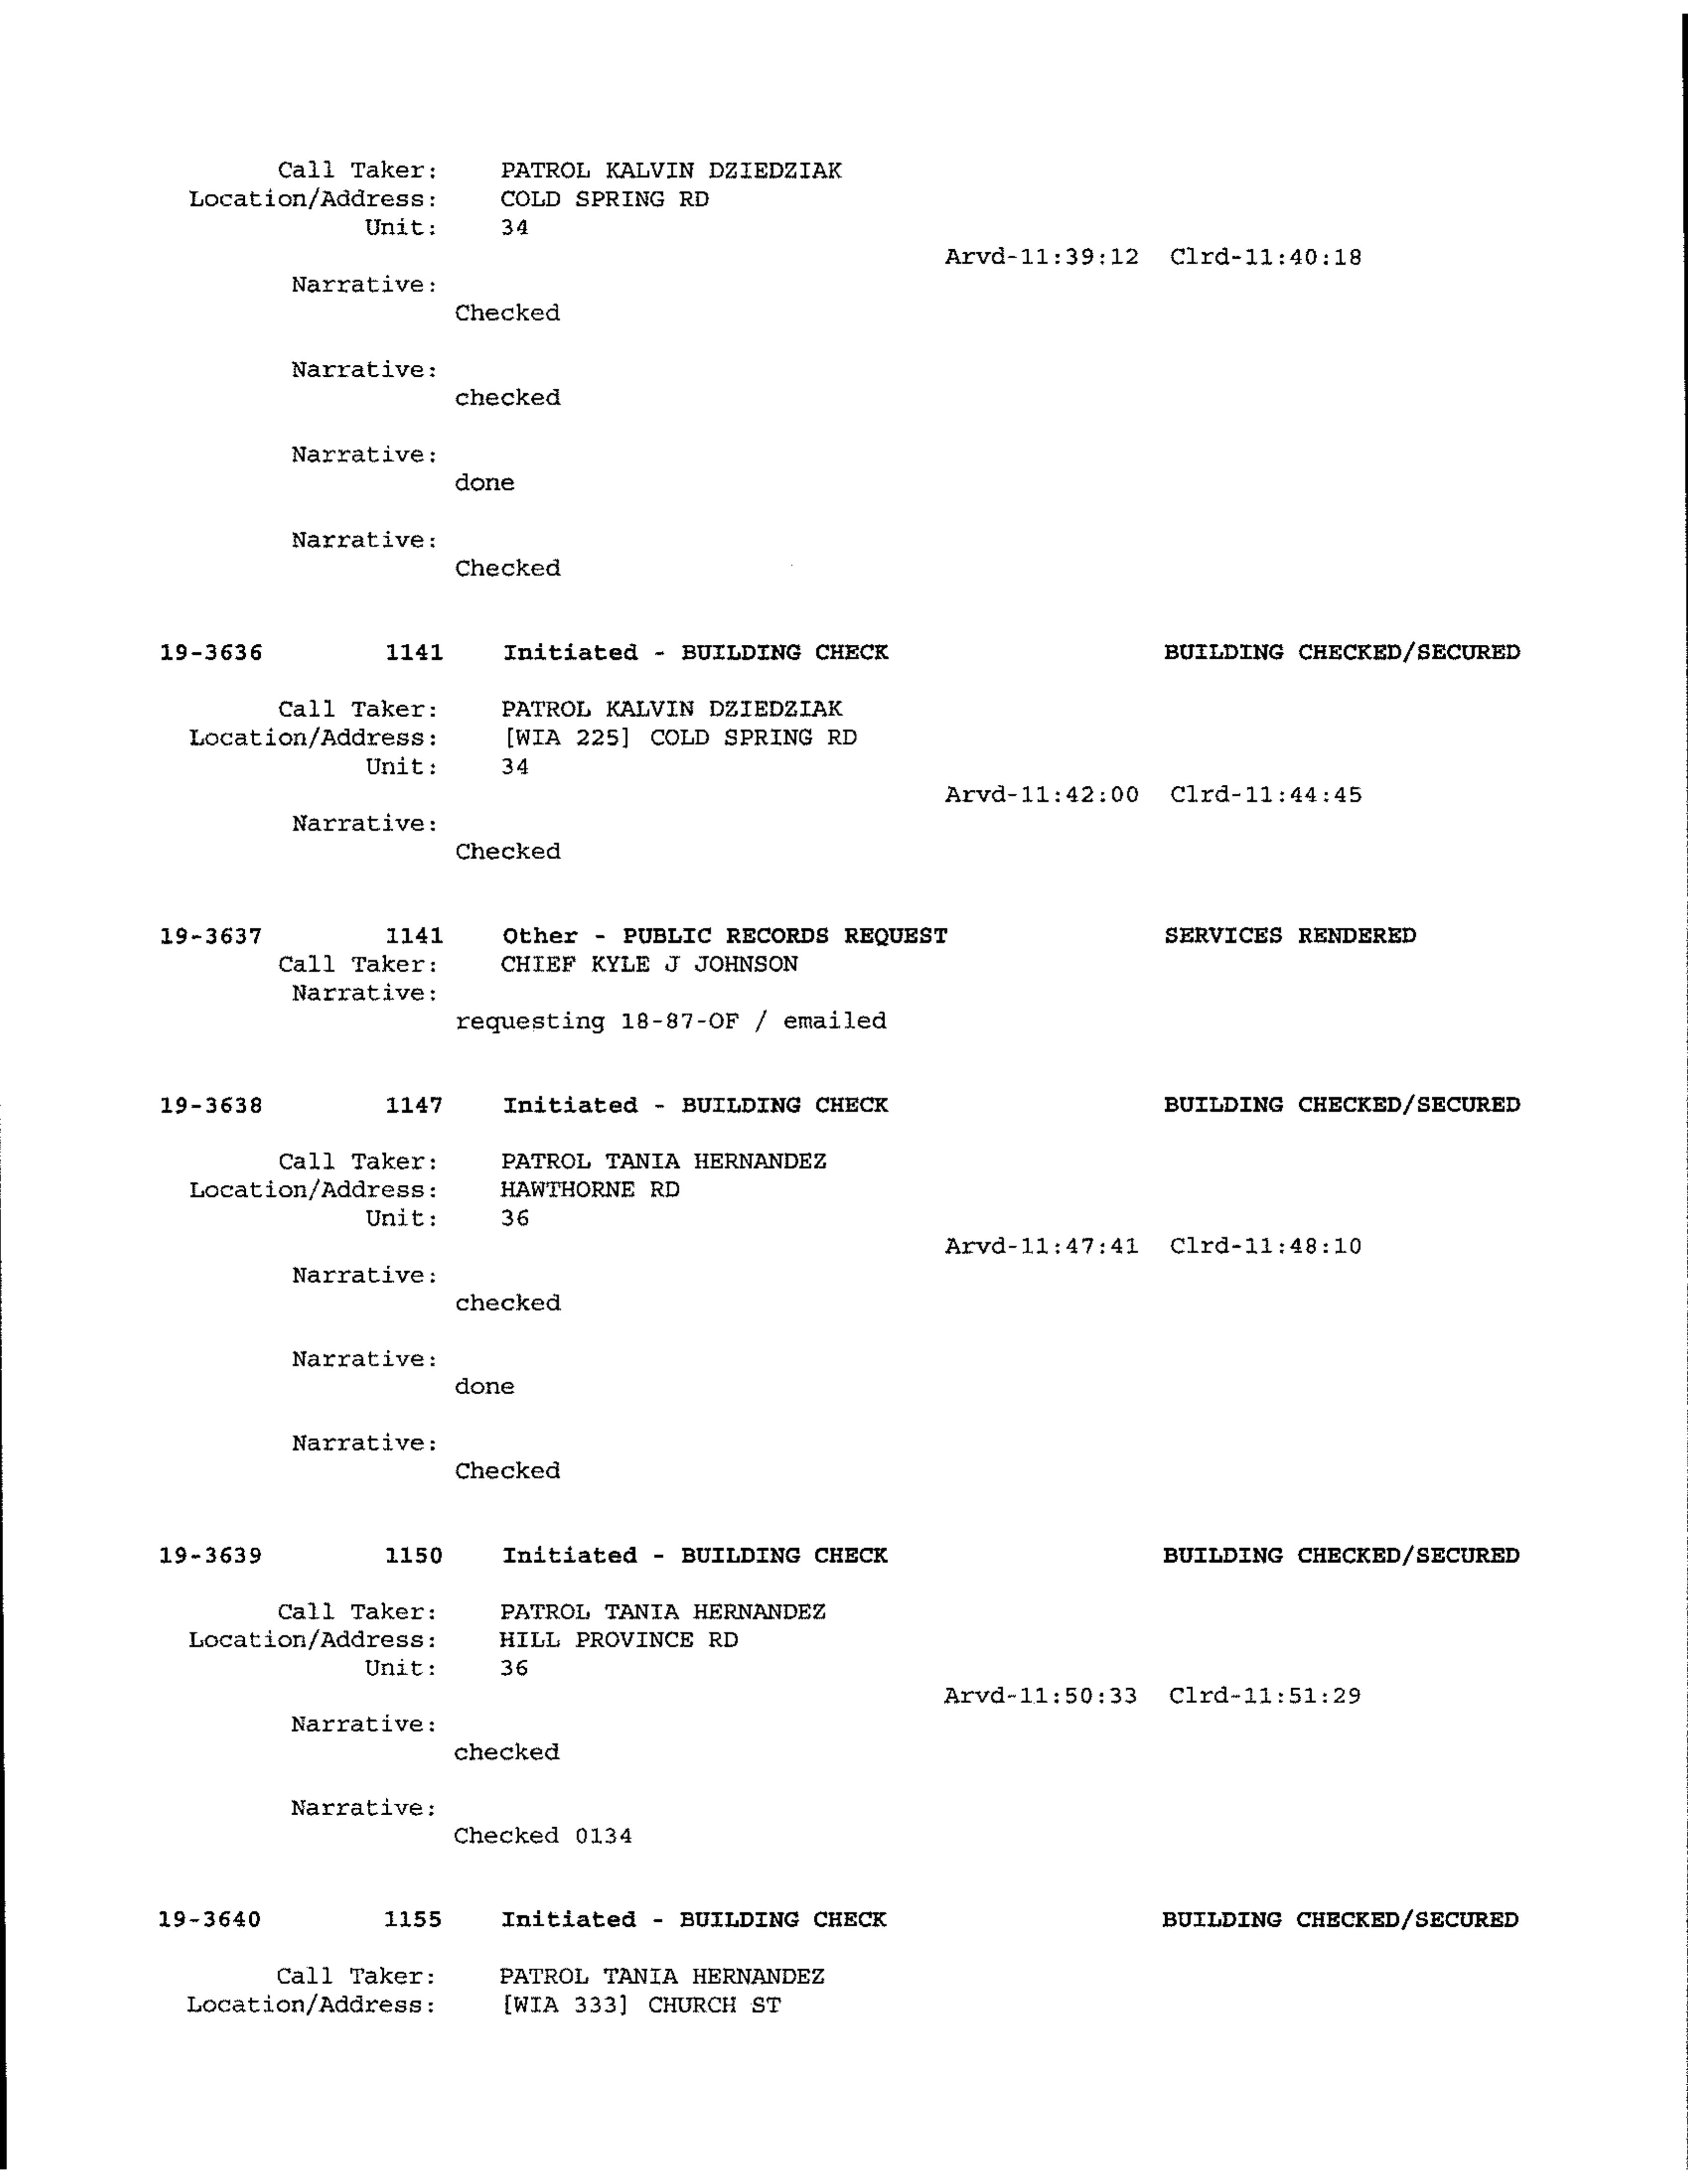 Call Taker: PATROL KALVIN DZIEDZIAK
Location/Address: COLD SPRING RD
Unit: 34
Arvd-11:39:12 Clrd-11:40:18
Narrative:
Checked
Narrative:
checked
Narrative:
done
Narrative:
Checked
19-3636 1141 Initiated - BUILDING CHECK BUILDING CHECKED/SECURED
Call Taker: PATROL KALVIN DZIEDZIAK
Location/Address: [WIA 225] COLD SPRING RD
Unit: 34
Arvd-11:42:00 Clrd-11:44:45
Narrative:
Checked
19-3637 1141 Other - PUBLIC RECORDS REQUEST SERVICES RENDERED
Call Taker: CHIEF KYLE J JOHNSON
Narrative:
requesting 18-87-OF / emailed
19-3638 1147 Initiated - BUILDING CHECK BUILDING CHECKED/SECURED
Call Taker: PATROL TANIA HERNANDEZ
Location/Address: HAWTHORNE RD
Unit: 36
Arvd-11:47:41 Clrd-11:48:10
Narrative:
checked
Narrative:
done
Narrative:
Checked
19-3639 1150 Initiated - BUILDING CHECK BUILDING CHECKED/SECURED
Call Taker: PATROL TANIA HERNANDEZ
Location/Address: HILL PROVINCE RD
Unit: 36
Arvd-11:50:33 Clrd-11:51:29
Narrative:
checked
Narrative:
Checked 0134
19-3640 1155 Initiated - BUILDING CHECK BUILDING CHECKED/SECURED
Call Taker: PATROL TANIA HERNANDEZ
Location/Address: [WIA 333] CHURCH ST